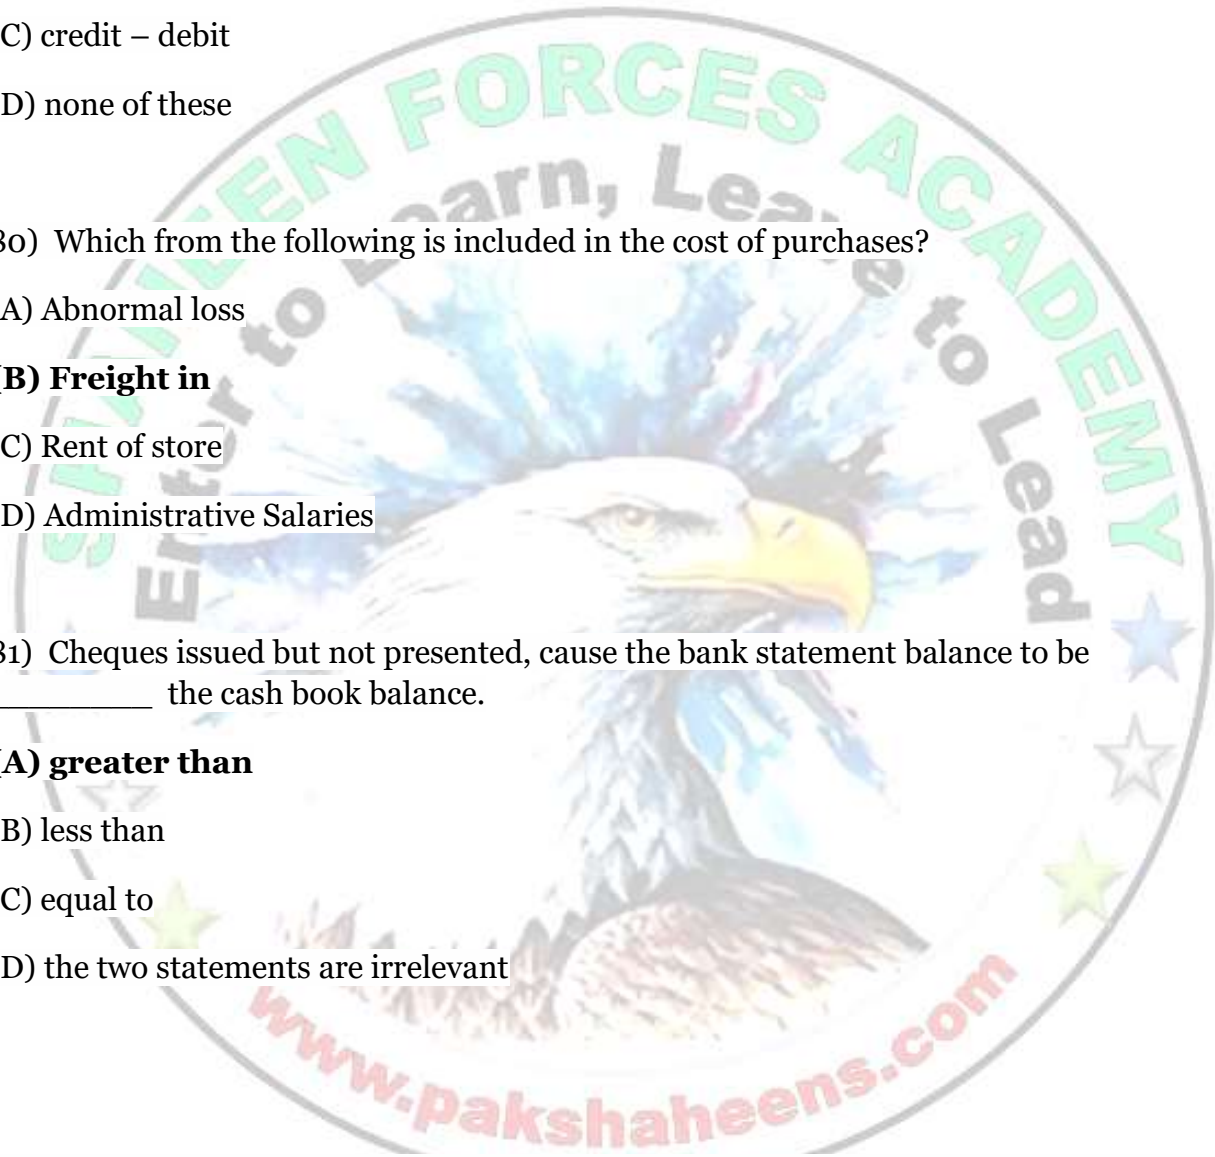 C) credit – debit
D) none of these
30) Which from the following is included in the cost of purchases?
A) Abnormal loss
(B) Freight in
C) Rent of store
D) Administrative Salaries
31) Cheques issued but not presented, cause the bank statement balance to be
________ the cash book balance.
(A) greater than
B) less than
C) equal to
D) the two statements are irrelevant
SHAHEEN FORCES ACADEMY
Enter to Learn, Leave to Lead
www.pakshaheens.com